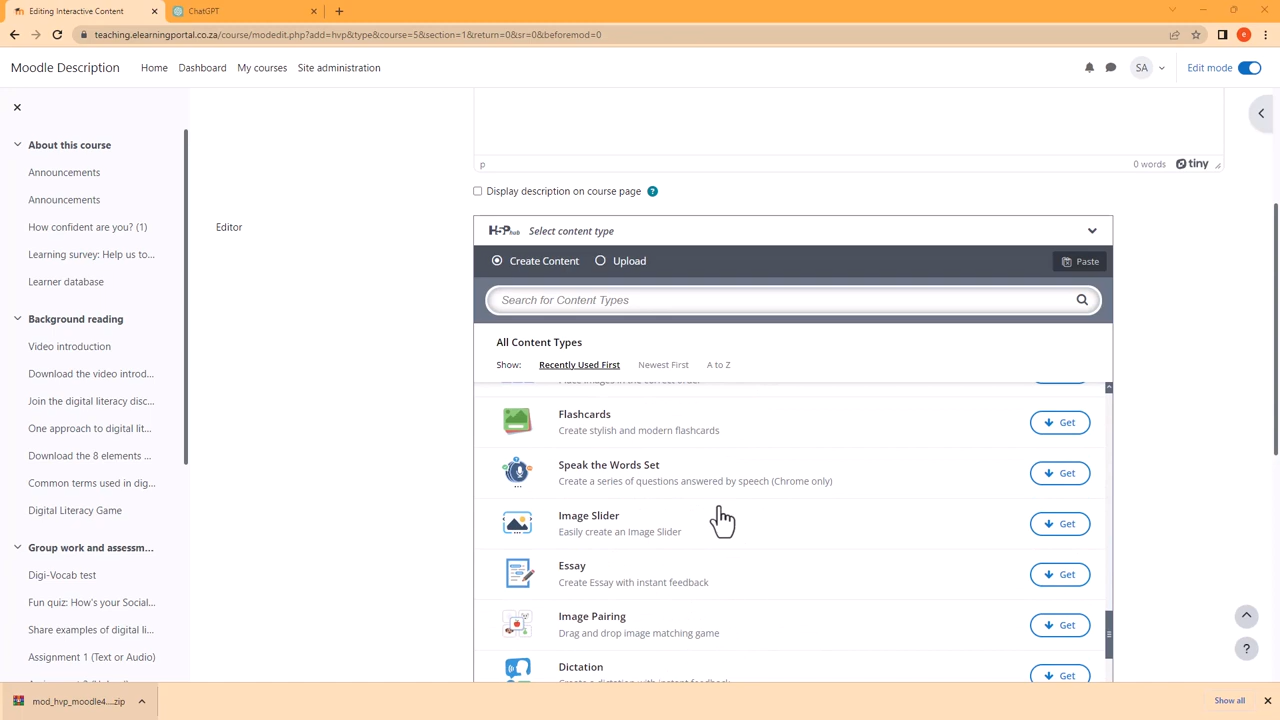 Editing Interactive Content
ChatGPT
teaching.elearningportal.co.za/course/modedit.php?add=hvp&type&course=5&section=1&return=0&sr=0&beforemod=0
e
Moodle Description
Home
Dashboard
My courses
Site administration
SA
Edit mode
About this course
Announcements
Announcements
How confident are you? (1)
Learning survey: Help us to...
Learner database
Background reading
Video introduction
Download the video introd...
Join the digital literacy disc...
One approach to digital lit...
Download the 8 elements ...
Common terms used in dig...
Digital Literacy Game
Group work and assessm...
Digi-Vocab test
Fun quiz: How's your Social...
Share examples of digital li...
Assignment 1 (Text or Audio)
p
0 words
tiny
Display description on course page
?
Editor
H5P hub
Select content type
Create Content
Upload
Paste
Search for Content Types
All Content Types
Show:
Recently Used First
Newest First
A to Z
Flashcards
Create stylish and modern flashcards
Get
Speak the Words Set
Create a series of questions answered by speech (Chrome only)
Get
Image Slider
Easily create an Image Slider
Get
Essay
Create Essay with instant feedback
Get
Image Pairing
Drag and drop image matching game
Get
Dictation
Get
?
mod_hvp_moodle4....zip
Show all